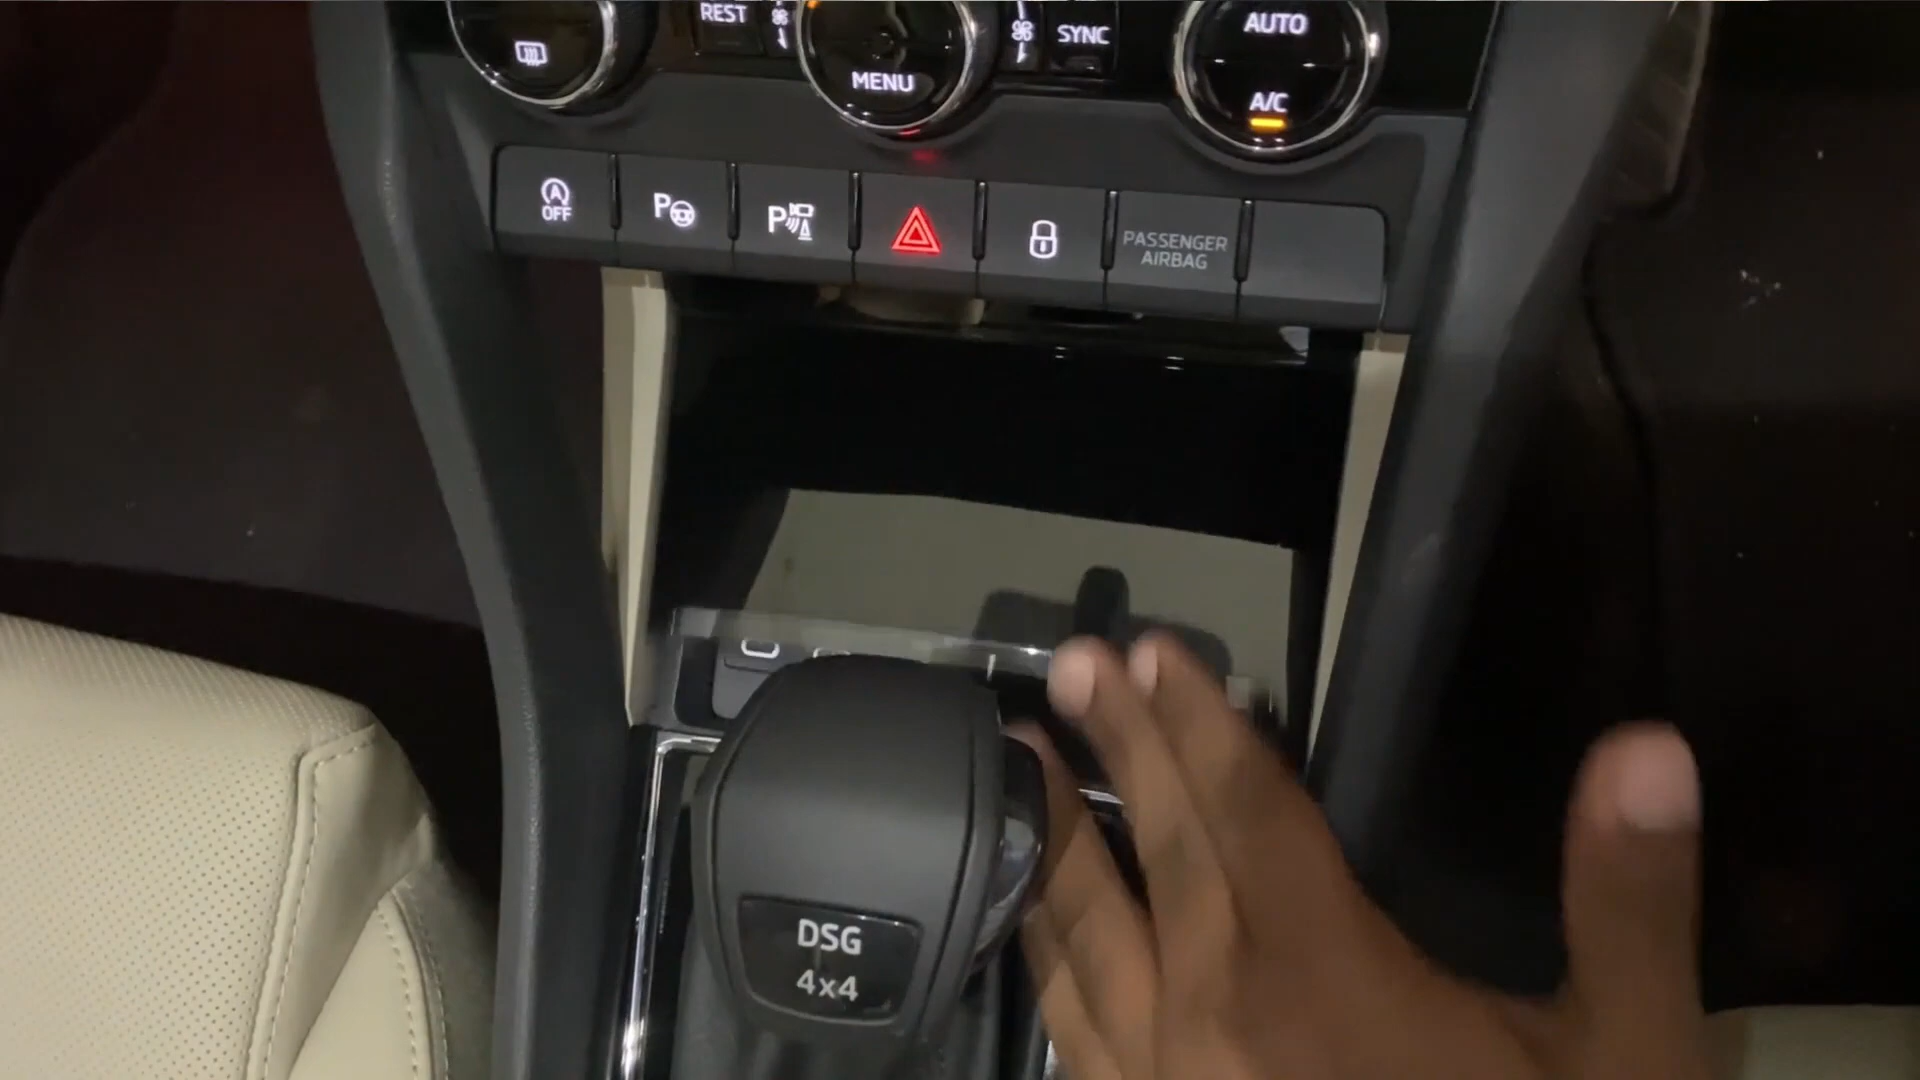 REST
SYNC
AUTO
MENU
A/C
A
OFF
P
P
PASSENGER
AIRBAG
DSG
4x4